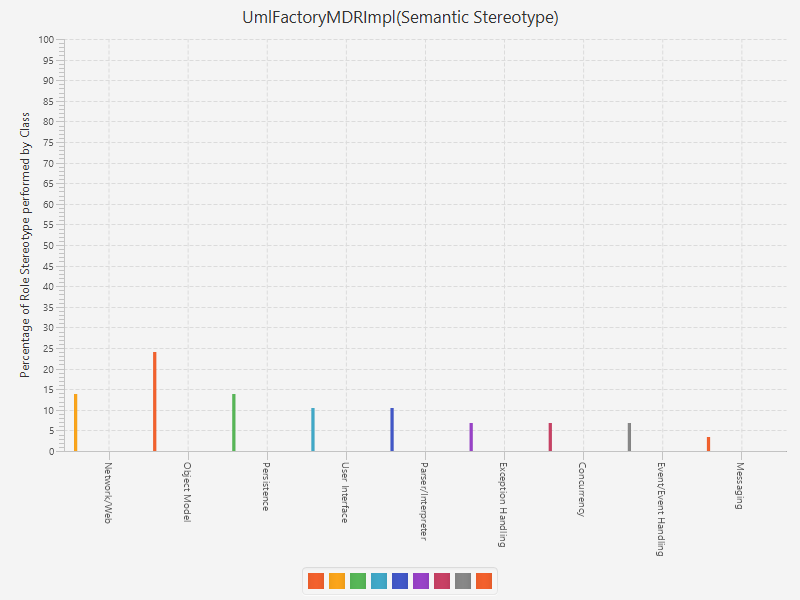 UmlFactoryMDRImpl(Semantic Stereotype)
Percentage of Role Stereotype performed by Class
100
95
90
85
80
75
70
65
60
55
50
45
40
35
30
25
20
15
10
5
0
Network/Web
Object Model
Persistence
User Interface
Parser/Interpreter
Exception Handling
Concurrency
Event/Event Handling
Messaging